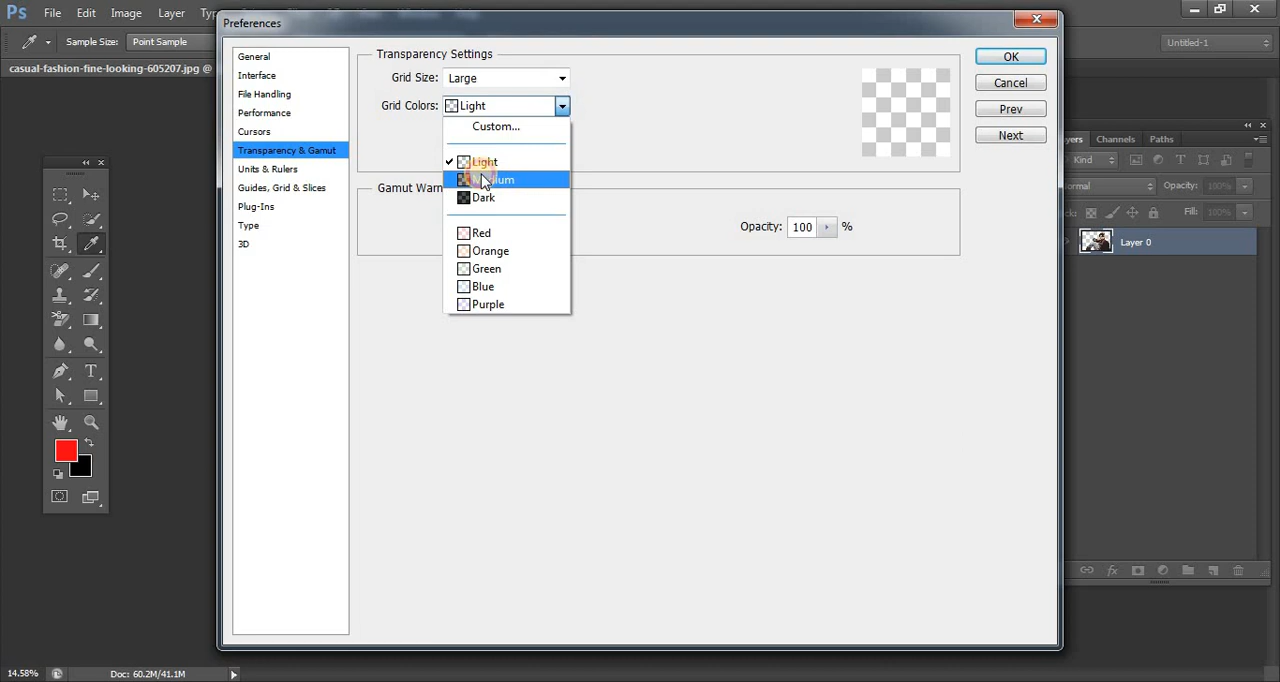 Ps File Edit Image Layer
Preferences
Sample Size: Point Sample
Untitled-1
casual-fashion-fine-looking-605207.jpg @
General
Interface
File Handling
Performance
Cursors
Transparency & Gamut
Units & Rulers
Guides, Grid & Slices
Plug-Ins
Type
3D
Transparency Settings
Grid Size: Large
Grid Colors: Light
Custom...
Light
Medium
Dark
Red
Orange
Green
Blue
Purple
Opacity: 100 %
OK
Cancel
Prev
Next
Channels Paths
Kind
Opacity: 100%
Fill: 100%
Layer 0
14.58% Doc: 60.2M/41.1M